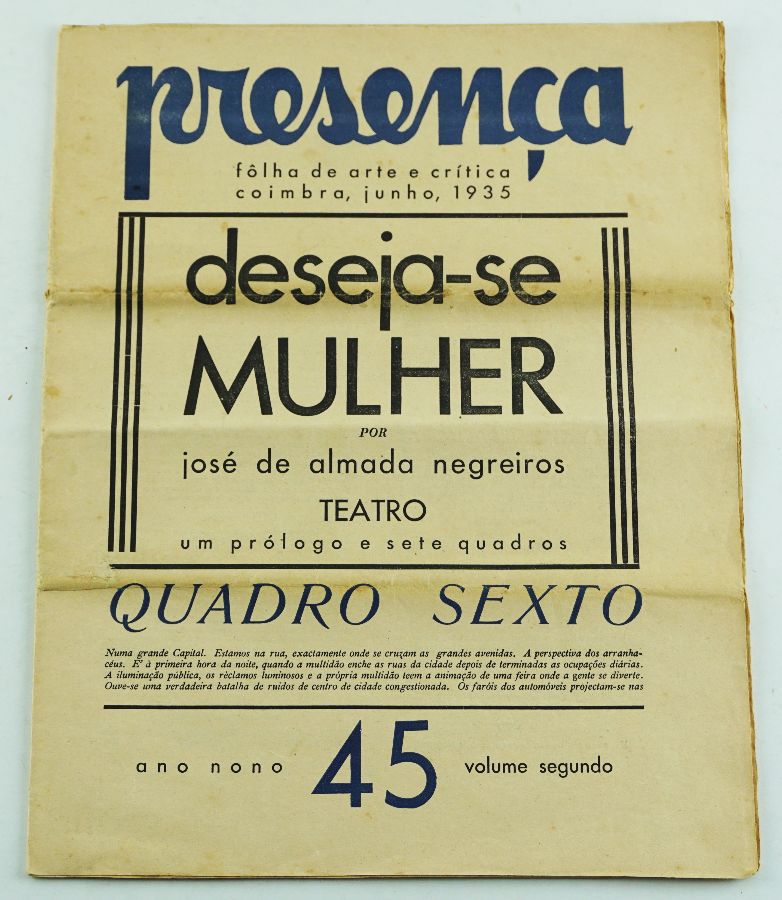 presença
fôlha de arte e crítica
coimbra, junho, 1935
deseja-se
MULHER
POR
josé de almada negreiros
TEATRO
um prólogo e sete quadros
QUADRO SEXTO
Numa grande Capital. Estamos na rua, exactamente onde se cruzam as grandes avenidas. A perspectiva dos arranha-
céus. E' à primeira hora da noite, quando a multidão enche as ruas da cidade depois de terminadas as ocupações diárias.
A iluminação pública, os réclamos luminosos e a própria multidão teem a animação de uma feira onde a gente se diverte.
Ouve-se uma verdadeira batalha de ruídos de centro de cidade congestionada. Os faróis dos automóveis projectam-se nas
ano nono 45 volume segundo